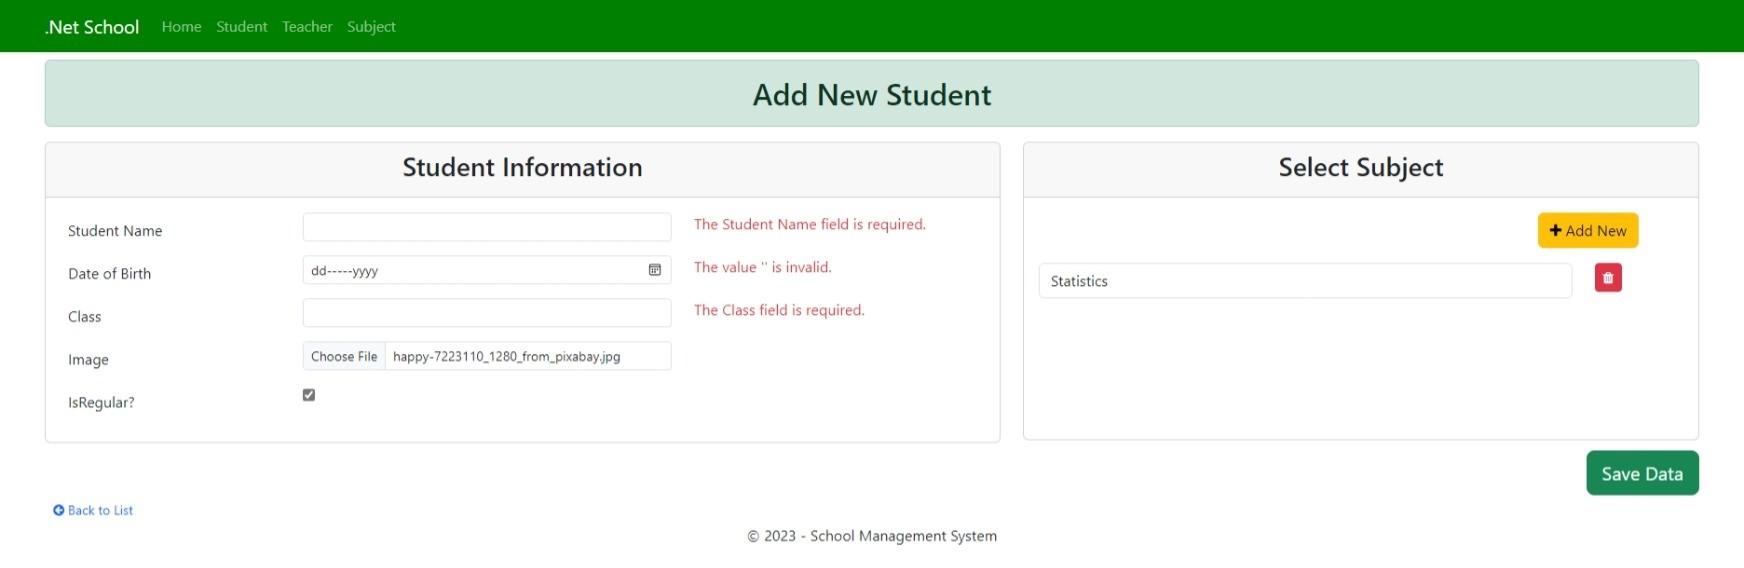 .Net School Home Student Teacher Subject
Add New Student
Student Information
Student Name
The Student Name field is required.
Date of Birth
dd-----yyyy
The value '' is invalid.
Class
The Class field is required.
Image
Choose File happy-7223110_1280_from_pixabay.jpg
IsRegular?
Select Subject
Add New
Statistics
Save Data
Back to List
© 2023 - School Management System